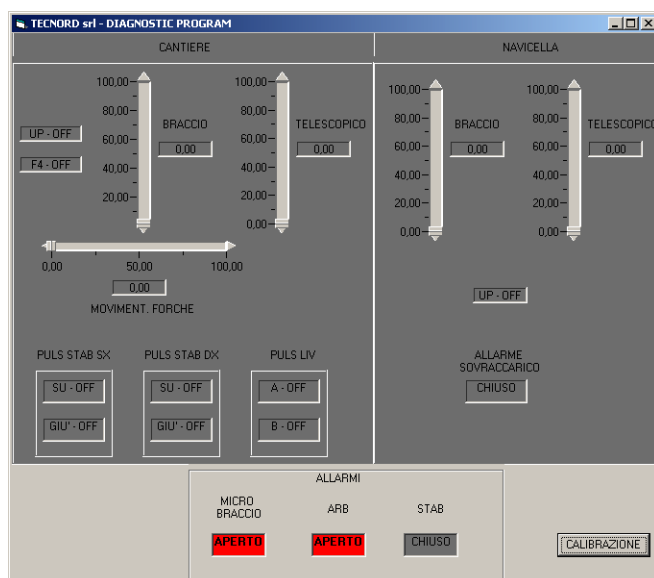 TECNORD srl - DIAGNOSTIC PROGRAM
CANTIERE
NAVICELLA
UP - OFF
F4 - OFF
100,00
80,00
60,00
40,00
20,00
BRACCIO
0,00
100,00
80,00
60,00
40,00
20,00
0,00
TELESCOPICO
0,00
0,00 50,00 100,00
0,00
MOVIMENT. FORCHE
PULS STAB SX
SU - OFF
GIU' - OFF
PULS STAB DX
SU - OFF
GIU' - OFF
PULS LIV
A - OFF
B - OFF
100,00
80,00
60,00
40,00
20,00
0,00
BRACCIO
0,00
100,00
80,00
60,00
40,00
20,00
0,00
TELESCOPICO
0,00
UP - OFF
ALLARME
SOVRACCARICO
CHIUSO
ALLARMI
MICRO
BRACCIO
APERTO
ARB
APERTO
STAB
CHIUSO
CALIBRAZIONE